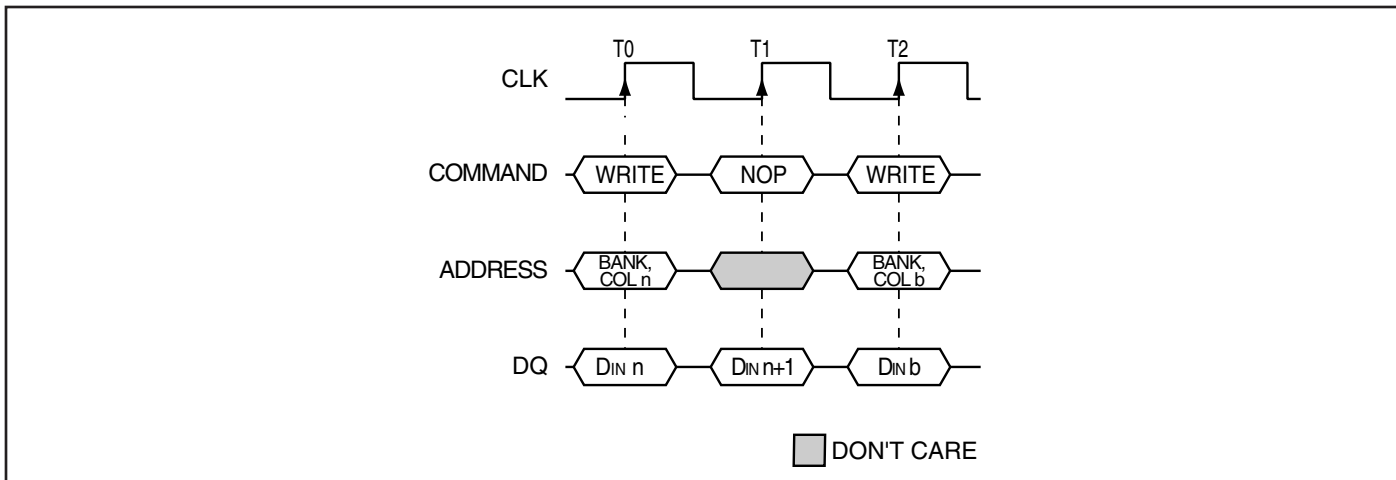 T0 T1 T2
CLK
COMMAND WRITE NOP WRITE
ADDRESS BANK, COL n BANK, COL b
DQ DIN n DIN n+1 DIN b
DON'T CARE